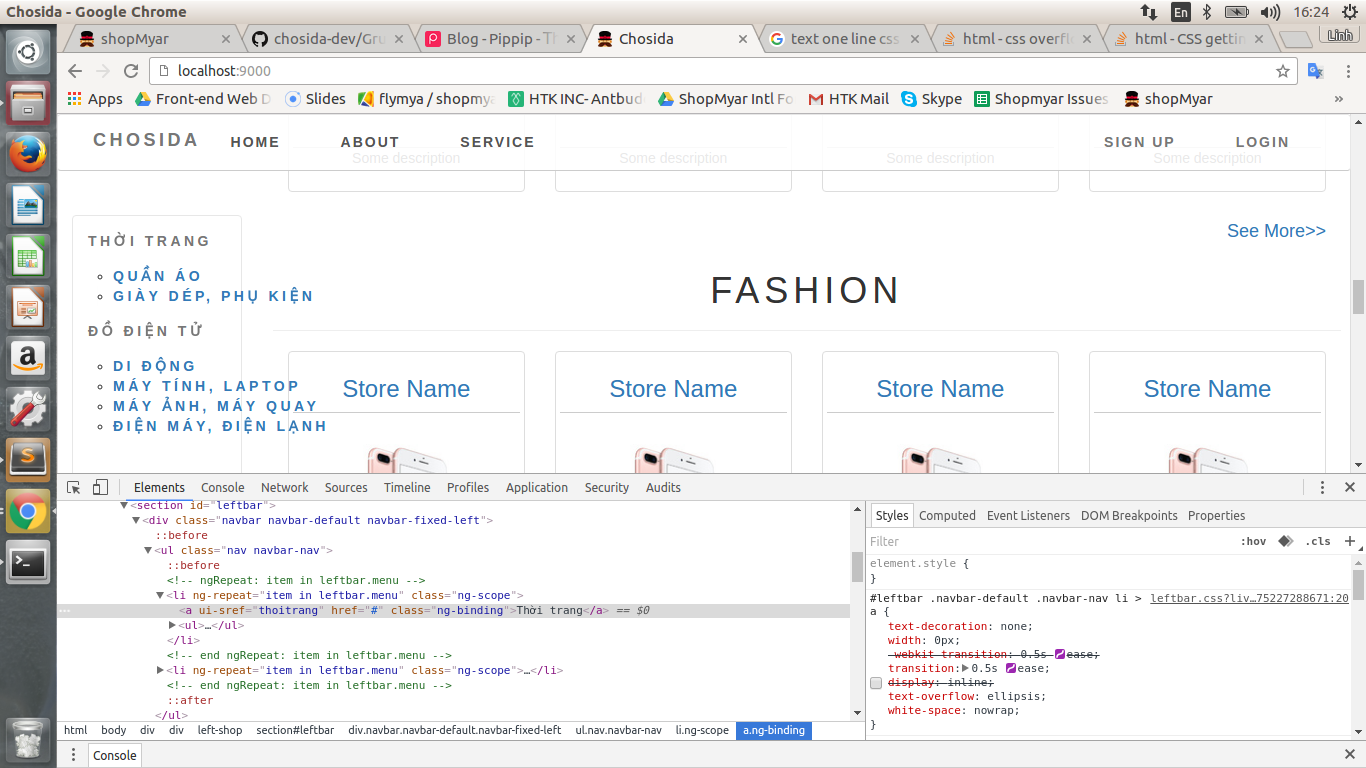 Chosida - Google Chrome
En
16:24
shopMyar
chosida-dev/Gru
Blog - Pippip - Th
Chosida
text one line css
html - css overfl
html - CSS gettin
Linh
localhost:9000
Apps
Front-end Web D
Slides
flymya / shopmya
HTK INC- Antbud
ShopMyar Intl Fo
HTK Mail
Skype
Shopmyar Issues
shopMyar
»
CHOSIDA
HOME
ABOUT
SERVICE
SIGN UP
LOGIN
Some description
Some description
Some description
Some description
See More>>
THỜI TRANG
QUẦN ÁO
GIÀY DÉP, PHỤ KIỆN
ĐỒ ĐIỆN TỬ
DI ĐỘNG
MÁY TÍNH, LAPTOP
MÁY ẢNH, MÁY QUAY
ĐIỆN MÁY, ĐIỆN LẠNH
FASHION
Store Name
Store Name
Store Name
Store Name
Elements
Console
Network
Sources
Timeline
Profiles
Application
Security
Audits
<section id="leftbar">
<div class="navbar navbar-default navbar-fixed-left">
::before
<ul class="nav navbar-nav">
::before
<!-- ngRepeat: item in leftbar.menu -->
<li ng-repeat="item in leftbar.menu" class="ng-scope">
<a ui-sref="thoitrang" href="#" class="ng-binding">Thời trang</a> == $0
<ul>…</ul>
</li>
<!-- end ngRepeat: item in leftbar.menu -->
<li ng-repeat="item in leftbar.menu" class="ng-scope">…</li>
<!-- end ngRepeat: item in leftbar.menu -->
::after
</ul>
html body div div left-shop section#leftbar div.navbar.navbar-default.navbar-fixed-left ul.nav.navbar-nav li.ng-scope a.ng-binding
Styles
Computed
Event Listeners
DOM Breakpoints
Properties
Filter
:hov
.cls
+
element.style {
}
#leftbar .navbar-default .navbar-nav li > leftbar.css?liv…75227288671:20
a {
text-decoration: none;
width: 0px;
-webkit-transition: 0.5s ease;
transition: 0.5s ease;
display: inline;
text-overflow: ellipsis;
white-space: nowrap;
}
Console